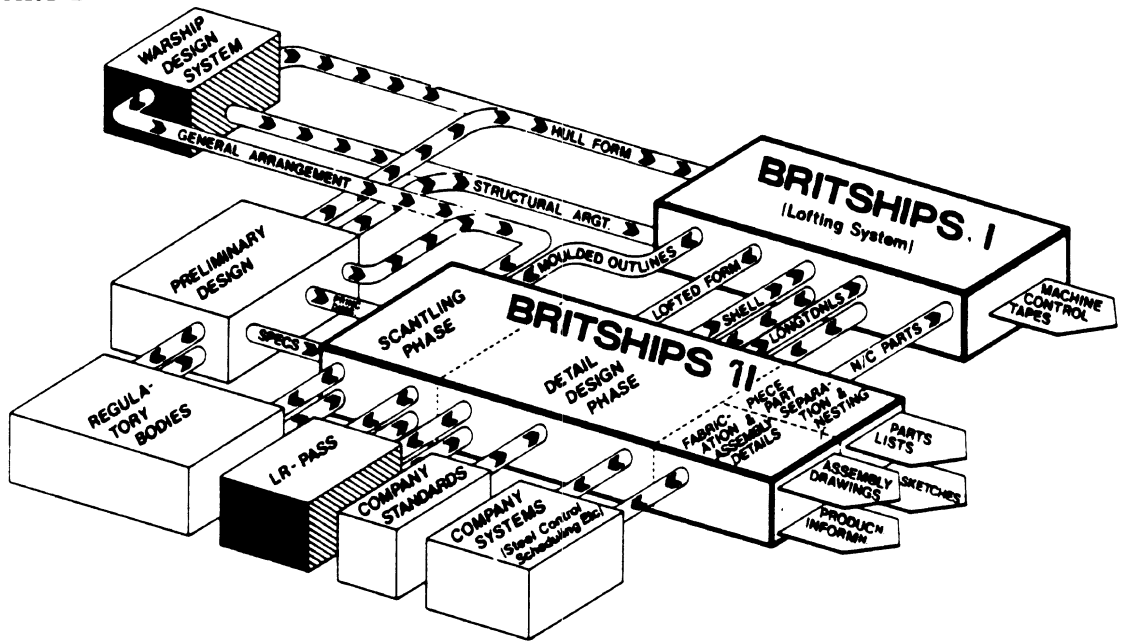 WARSHIP
DESIGN
SYSTEM
GENERAL ARRANGEMENT
HULL FORM
STRUCTURAL ARGT.
BRITSHIPS. I
(Lofting System)
MACHINE
CONTROL
TAPES
PRELIMINARY
DESIGN
SPECS
MOULDED OUTLINES
LOFTED FORM
SHELL
LONGTDNLS
N/C PARTS
SCANTLING
PHASE
BRITSHIPS II
DETAIL
DESIGN
PHASE
FABRIC
ATION &
ASSEMBLY
DETAILS
PIECE
PART
SEPARA-
TION &
NESTING
REGULA-
TORY
BODIES
LR-PASS
COMPANY
STANDARDS
COMPANY
SYSTEMS
(Steel Control
Scheduling Etc)
PARTS
LISTS
ASSEMBLY
DRAWINGS
SKETCHES
PRODUCN
INFORMN